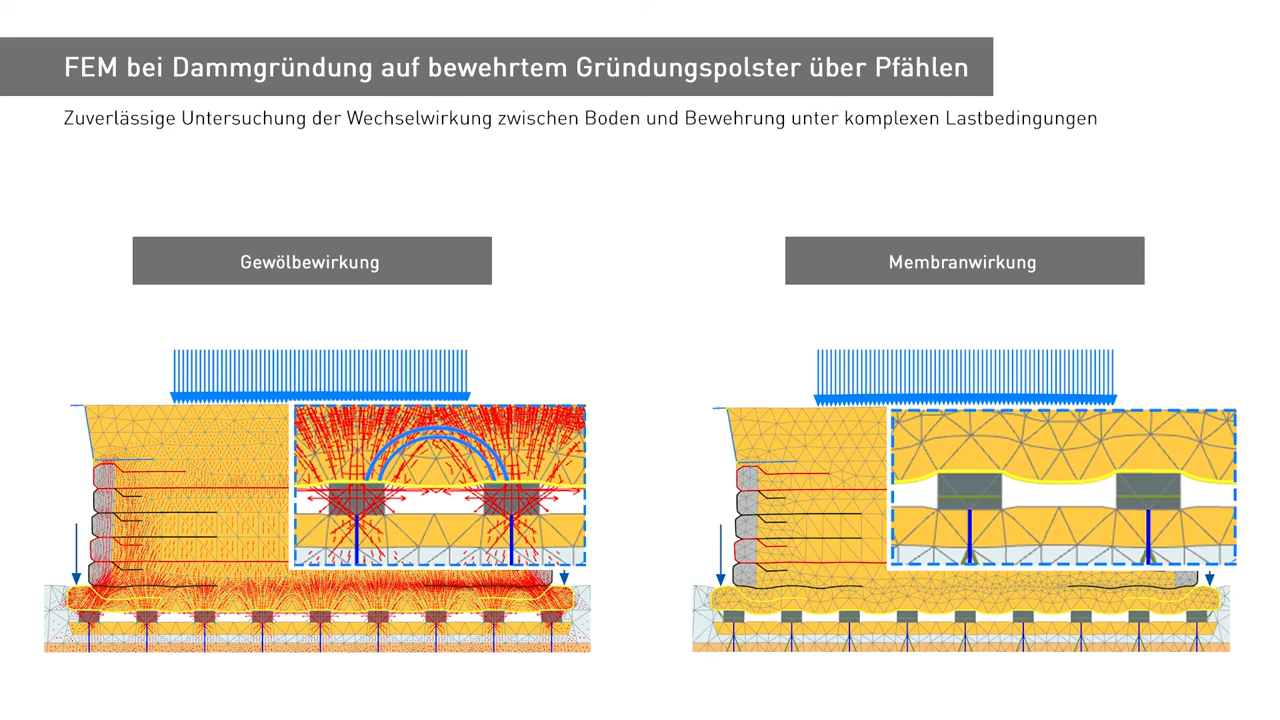 FEM bei Dammgründung auf bewehrtem Gründungspolster über Pfählen
Zuverlässige Untersuchung der Wechselwirkung zwischen Boden und Bewehrung unter komplexen Lastbedingungen
Gewölbewirkung
Membranwirkung